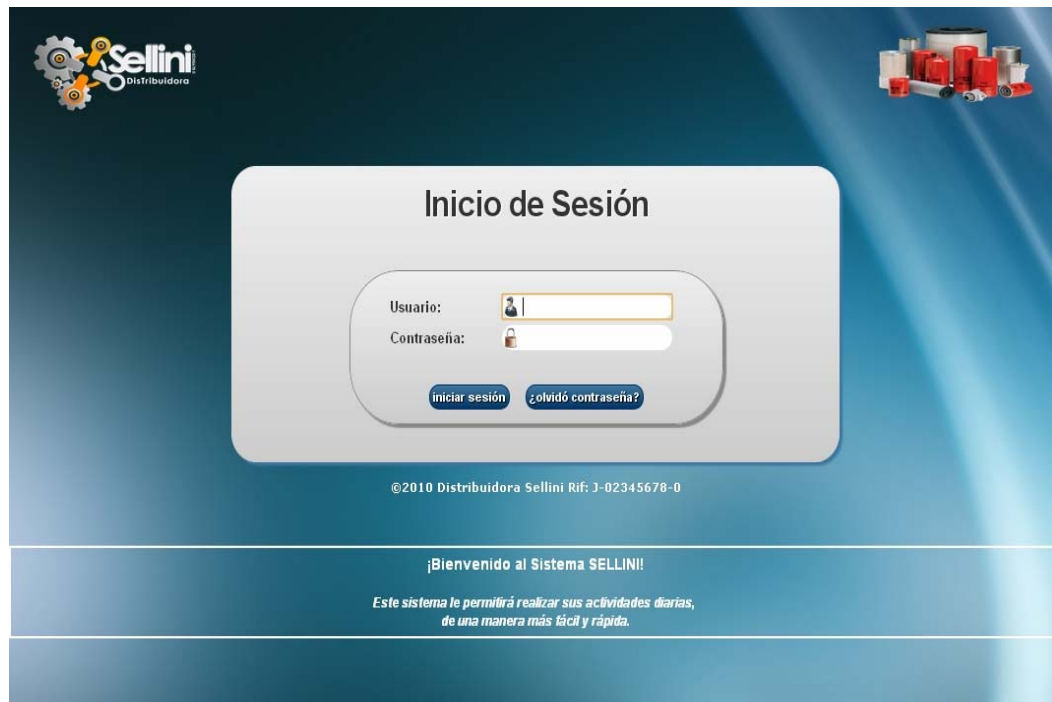 Sellini
Distribuidora
Inicio de Sesión
Usuario:
Contraseña:
iniciar sesión
¿olvidó contraseña?
©2010 Distribuidora Sellini Rif: J-02345678-0
¡Bienvenido al Sistema SELLINI!
Este sistema le permitirá realizar sus actividades diarias,
de una manera más fácil y rápida.